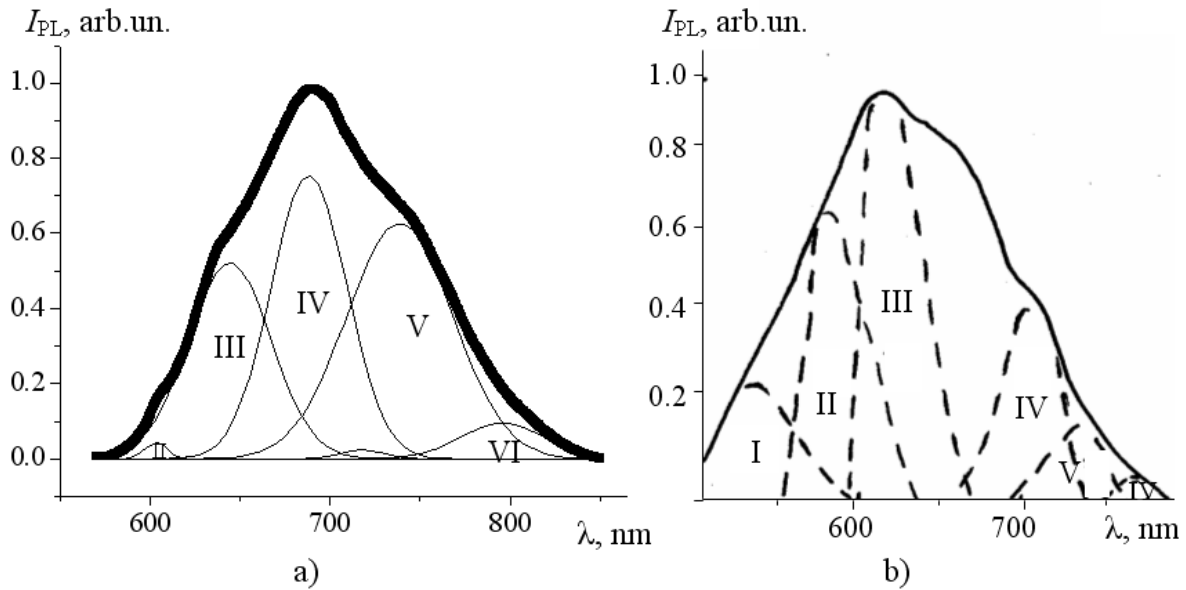 I_PL, arb.un.
1.0
0.8
0.6
0.4
0.2
0.0
600
700
800
λ, nm
II
III
IV
V
VI
a)
I_PL, arb.un.
1.0
0.8
0.6
0.4
0.2
600
700
λ, nm
I
II
III
IV
V
IV
b)